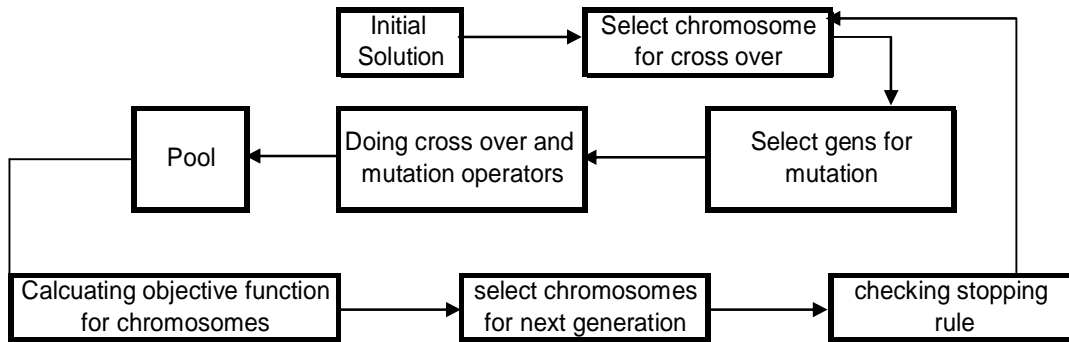 Initial
Solution
Select chromosome
for cross over
Pool
Doing cross over and
mutation operators
Select gens for
mutation
Calcuating objective function
for chromosomes
select chromosomes
for next generation
checking stopping
rule